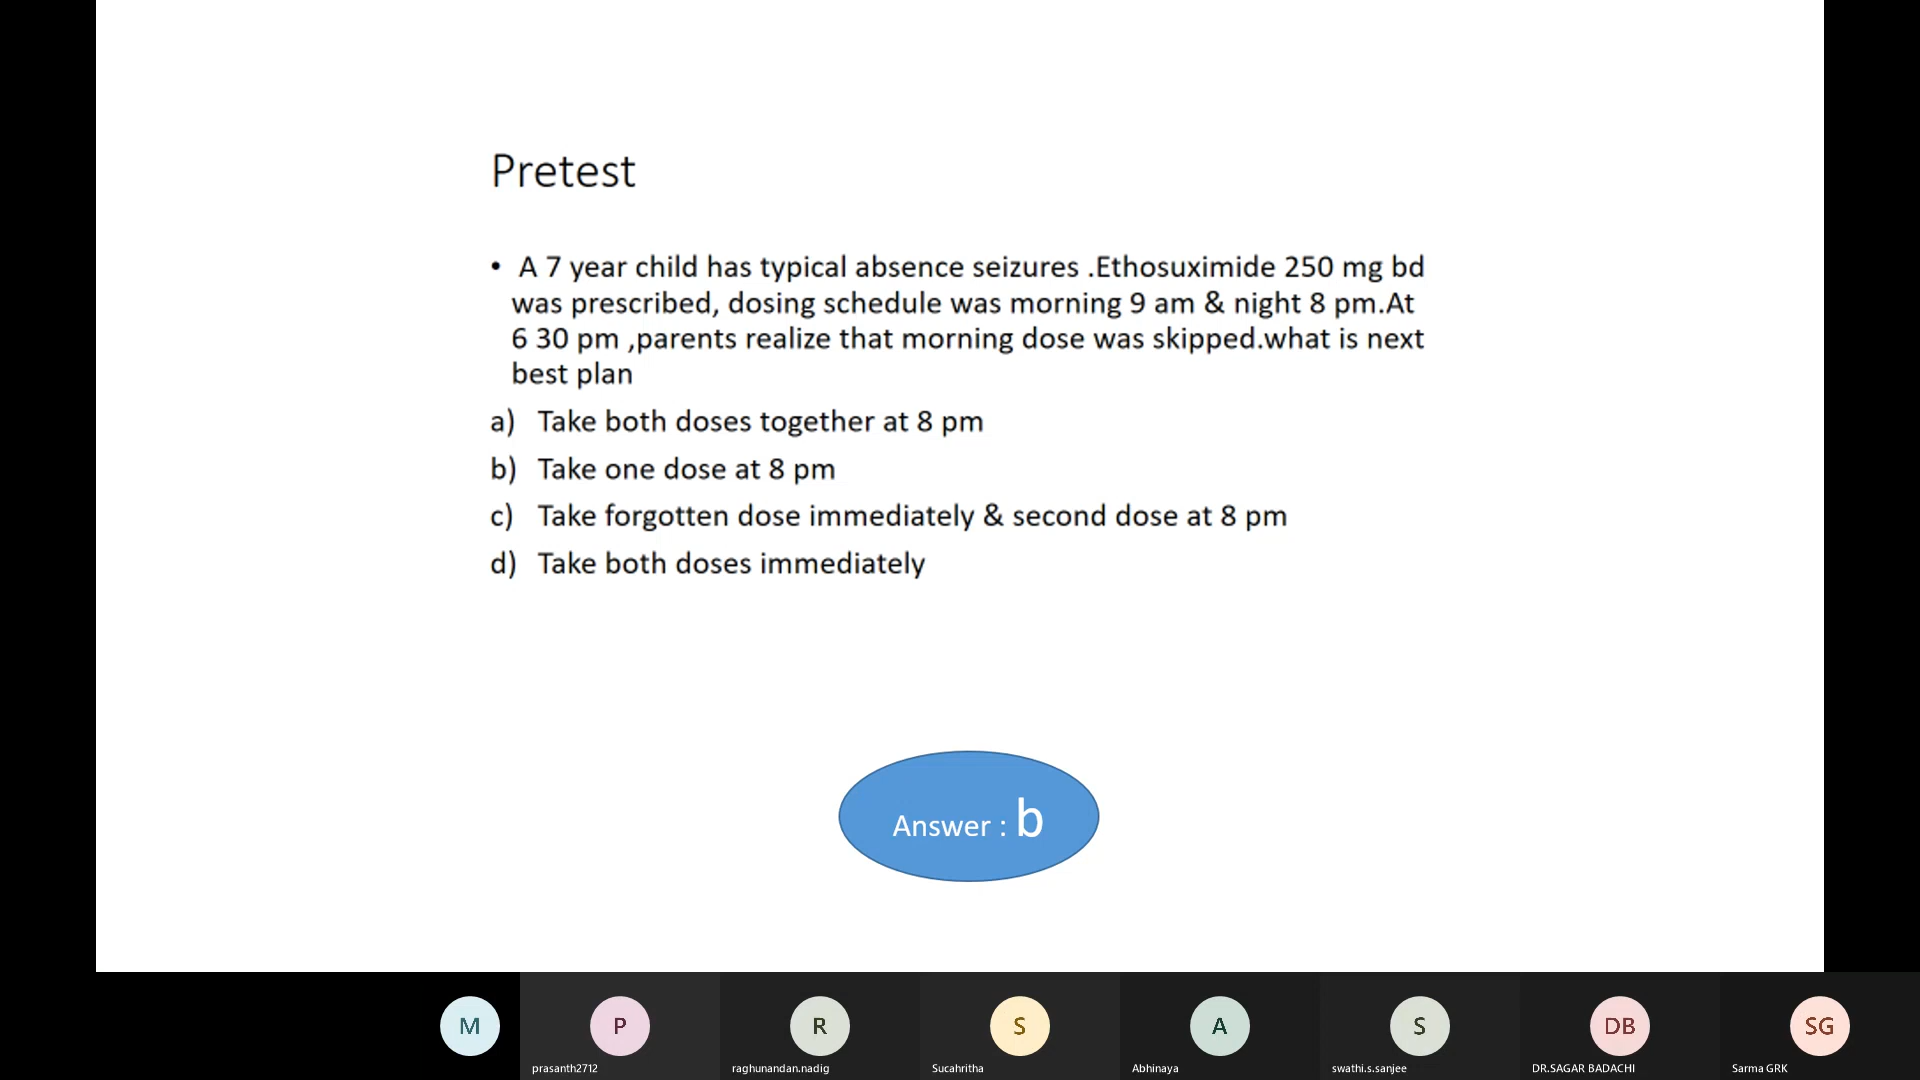 Pretest
• A 7 year child has typical absence seizures .Ethosuximide 250 mg bd
was prescribed, dosing schedule was morning 9 am & night 8 pm.At
6 30 pm ,parents realize that morning dose was skipped.what is next
best plan
a) Take both doses together at 8 pm
b) Take one dose at 8 pm
c) Take forgotten dose immediately & second dose at 8 pm
d) Take both doses immediately
Answer : b
M P R S A S DB SG
prasanth2712 raghunandan.nadig Sucahritha Abhinaya swathi.s.sanjee DR.SAGAR BADACHI Sarma GRK